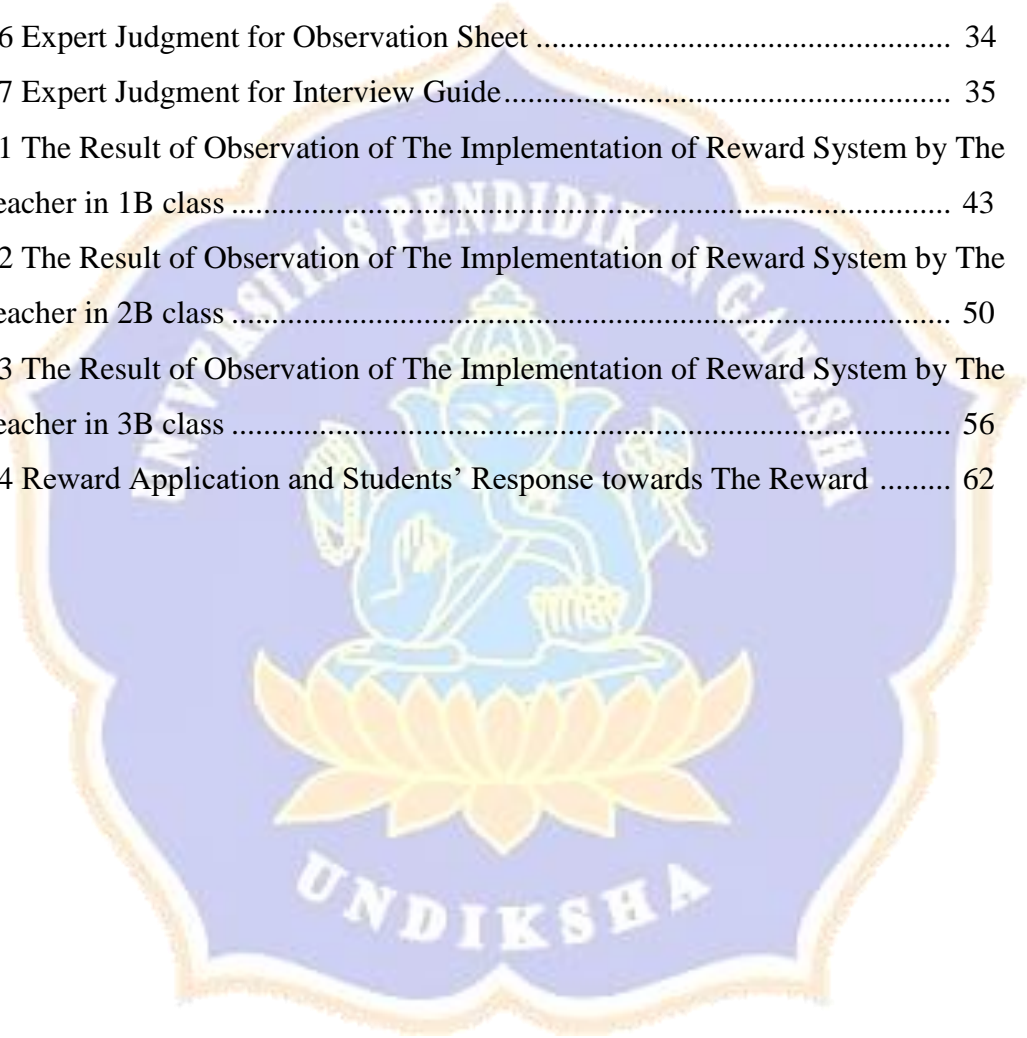 6 Expert Judgment for Observation Sheet ................................................ 34
7 Expert Judgment for Interview Guide.................................................... 35
1 The Result of Observation of The Implementation of Reward System by The
eacher in 1B class .................................................................................... 43
2 The Result of Observation of The Implementation of Reward System by The
eacher in 2B class .................................................................................... 50
3 The Result of Observation of The Implementation of Reward System by The
eacher in 3B class .................................................................................... 56
4 Reward Application and Students’ Response towards The Reward ......... 62
UNIVERSITAS PENDIDIKAN GANESHA
UNDIKSHA